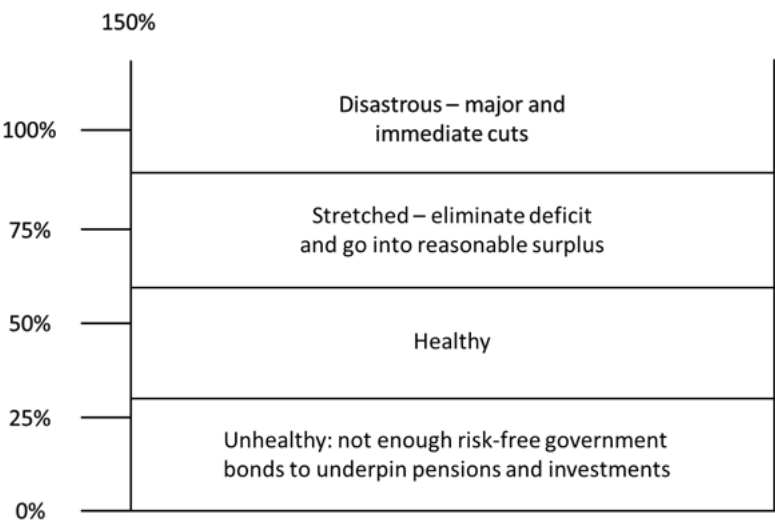 150%
Disastrous – major and
immediate cuts
100%
Stretched – eliminate deficit
and go into reasonable surplus
75%
50%
Healthy
25%
Unhealthy: not enough risk-free government
bonds to underpin pensions and investments
0%